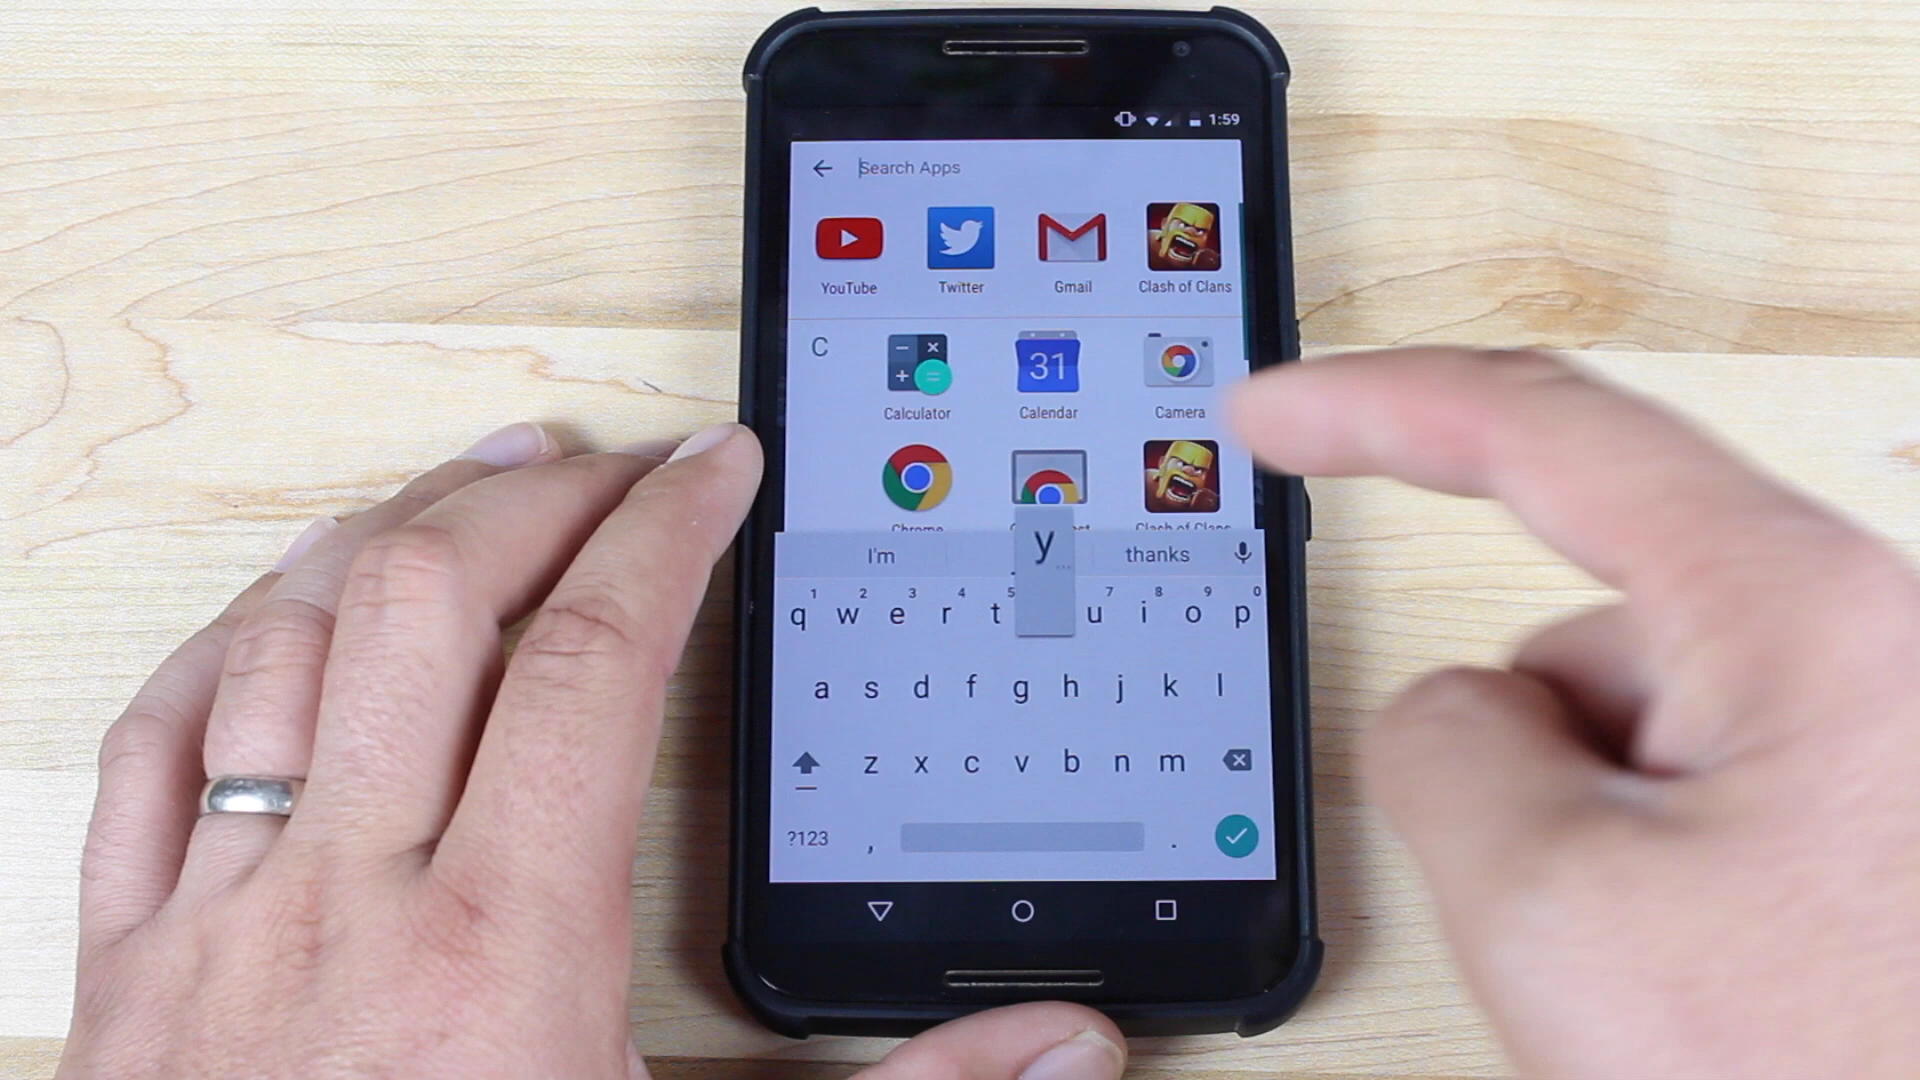 1:59
Search Apps
YouTube Twitter Gmail Clash of Clans
C
31
Calculator Calendar Camera
Chrome Clash of Clans
I'm thanks
y
1 2 3 4 5 7 8 9 0
q w e r t u i o p
a s d f g h j k l
z x c v b n m
?123 , .